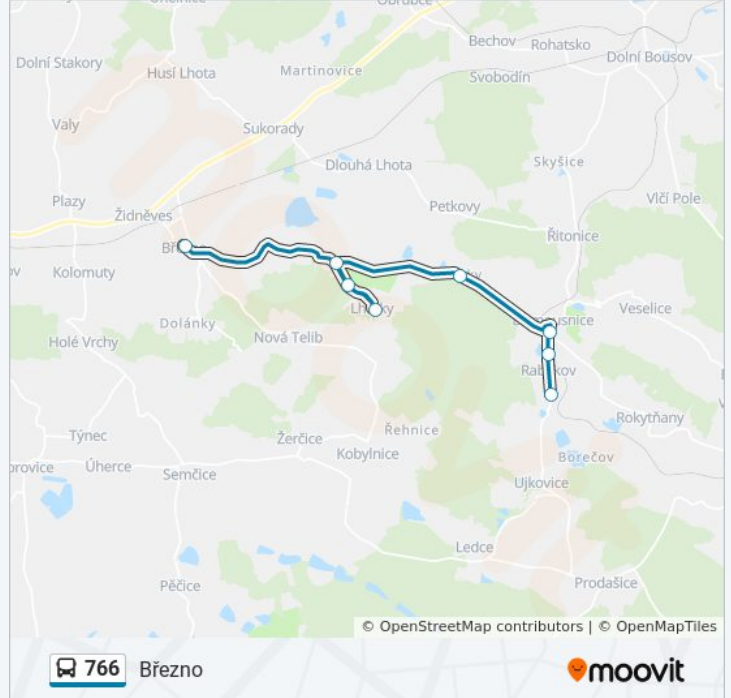 Obrubce
Bechov
Rohatsko
Dolní Bousov
Dolní Stakory
Husí Lhota
Martinovice
Svobodín
Valy
Sukorady
Dlouhá Lhota
Skyšice
Plazy
Židněves
Petkovy
Vlčí Pole
Řitonice
Kolomuty
Dolánky
Veselice
Holé Vrchy
Nová Telib
Rokytňany
Týnec
Žerčice
Řehnice
Kobylnice
Borečov
Úherce
Semčice
Ujkovice
Ledce
Pěčice
Prodašice
© OpenStreetMap contributors | © OpenMapTiles
766 Březno
moovit